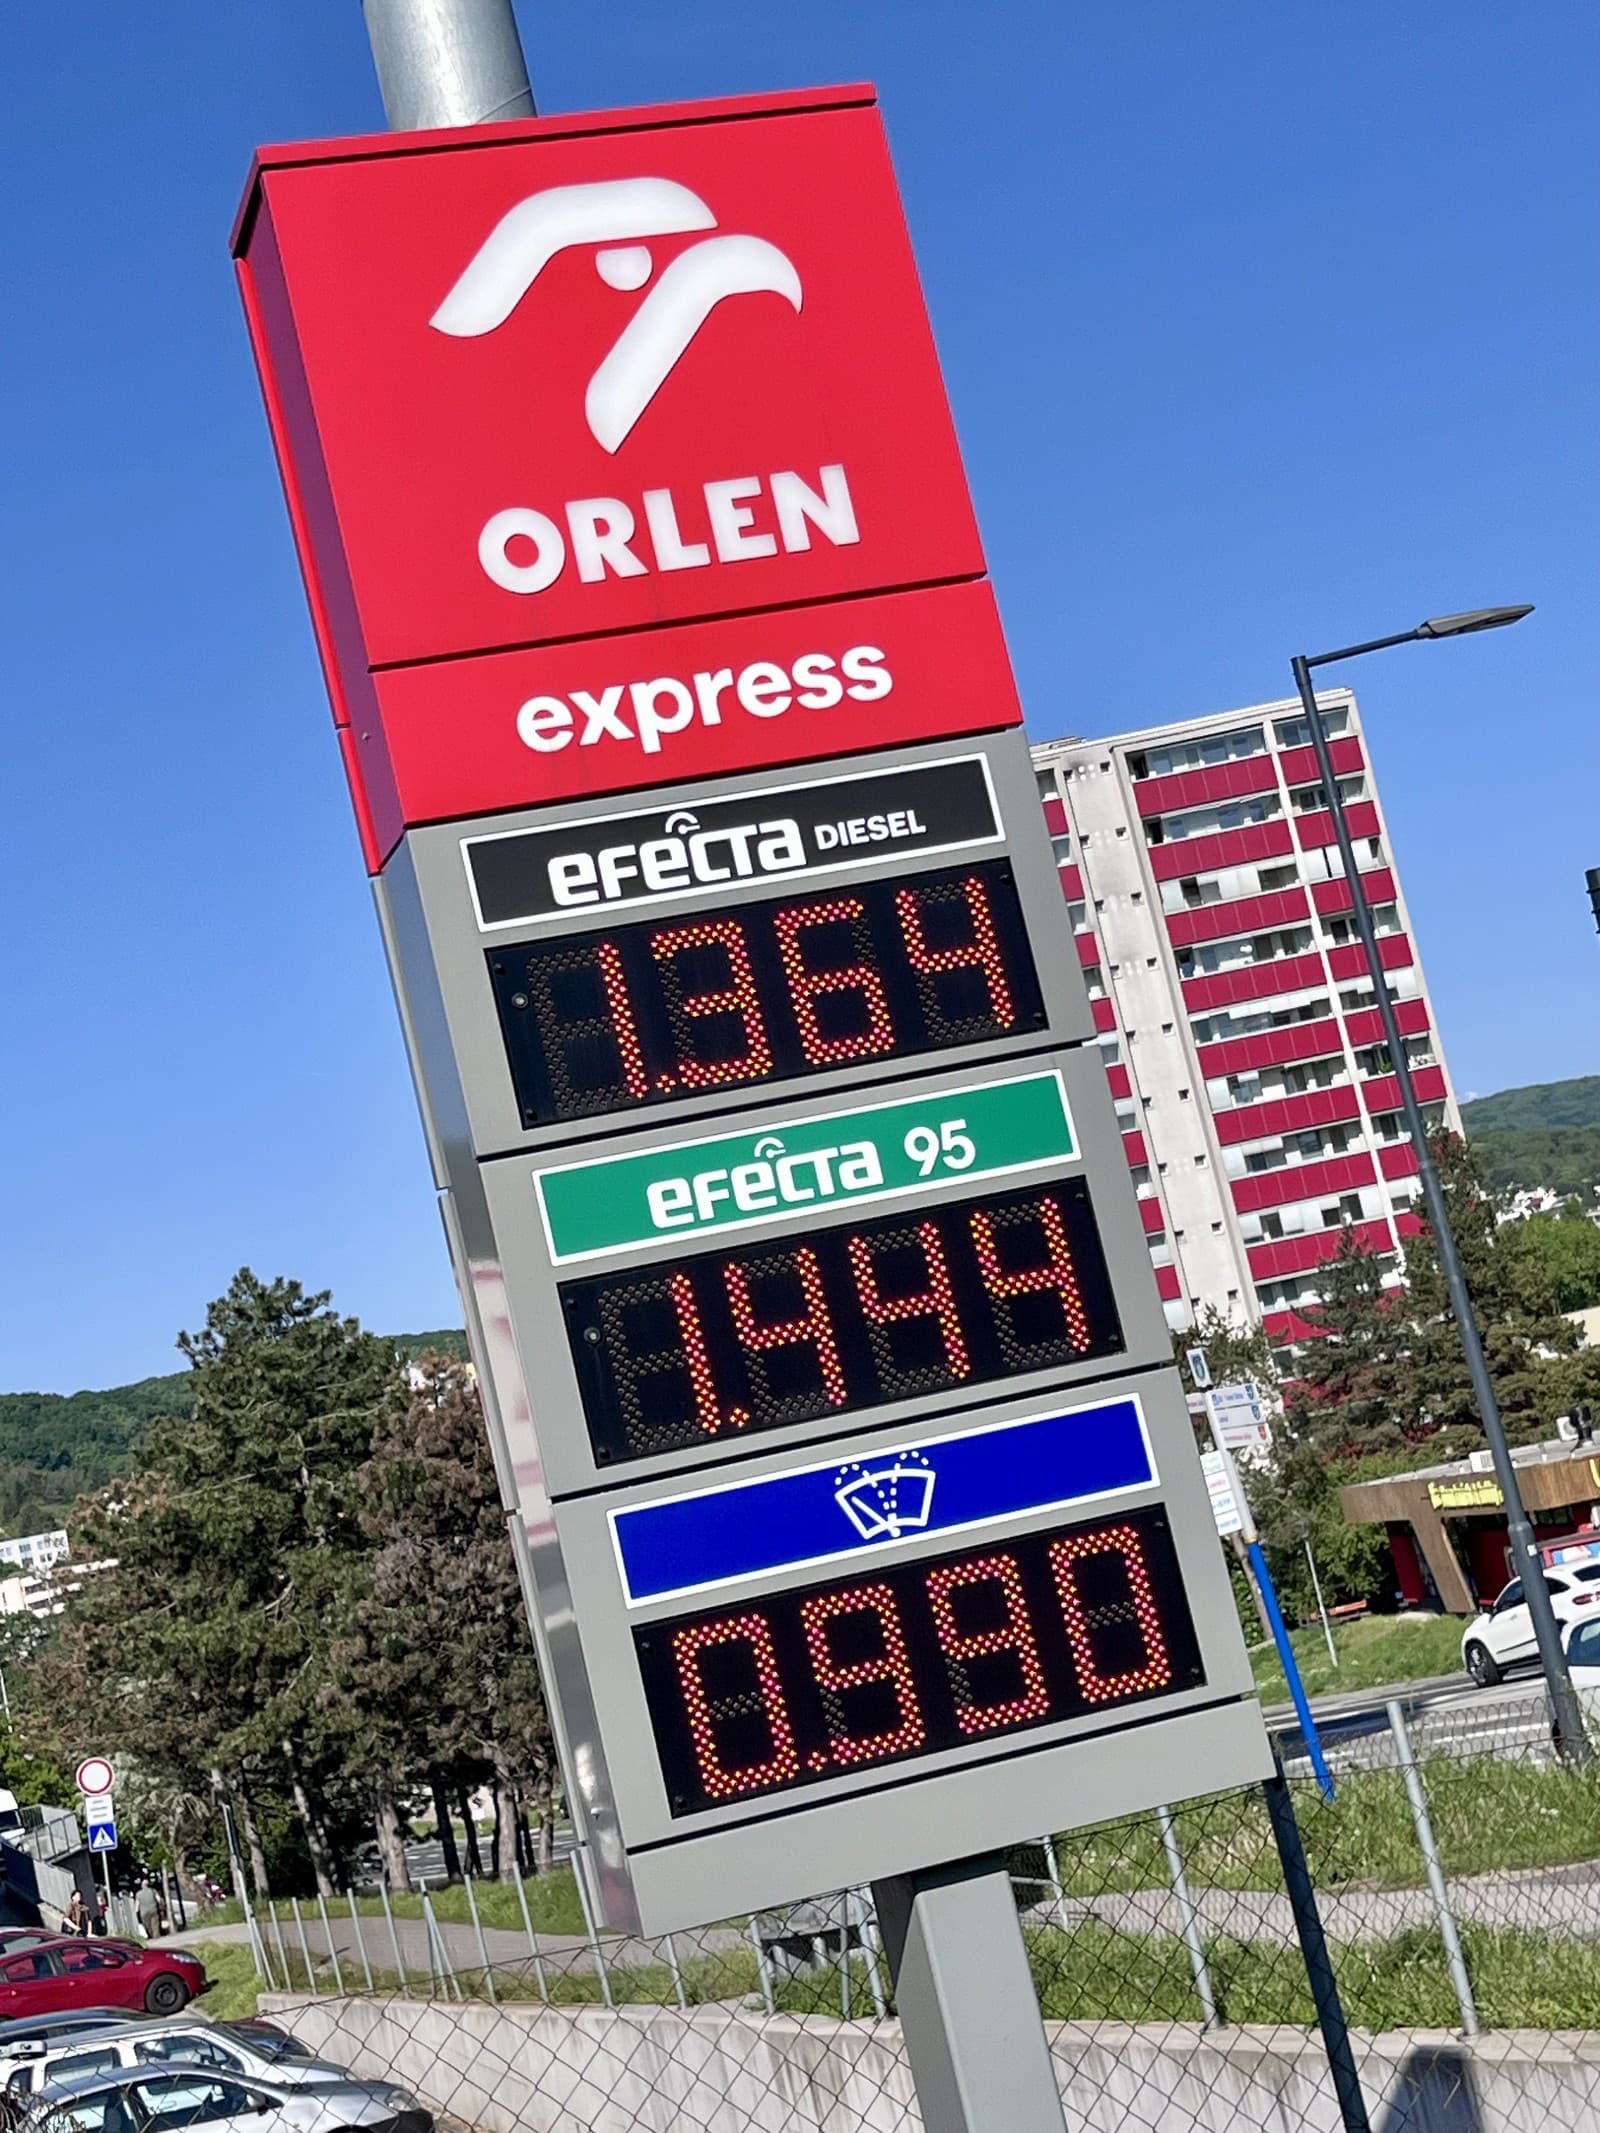 ORLEN
express
eFeCTa DIESEL
1.364
eFeCTa 95
1.444
0.990